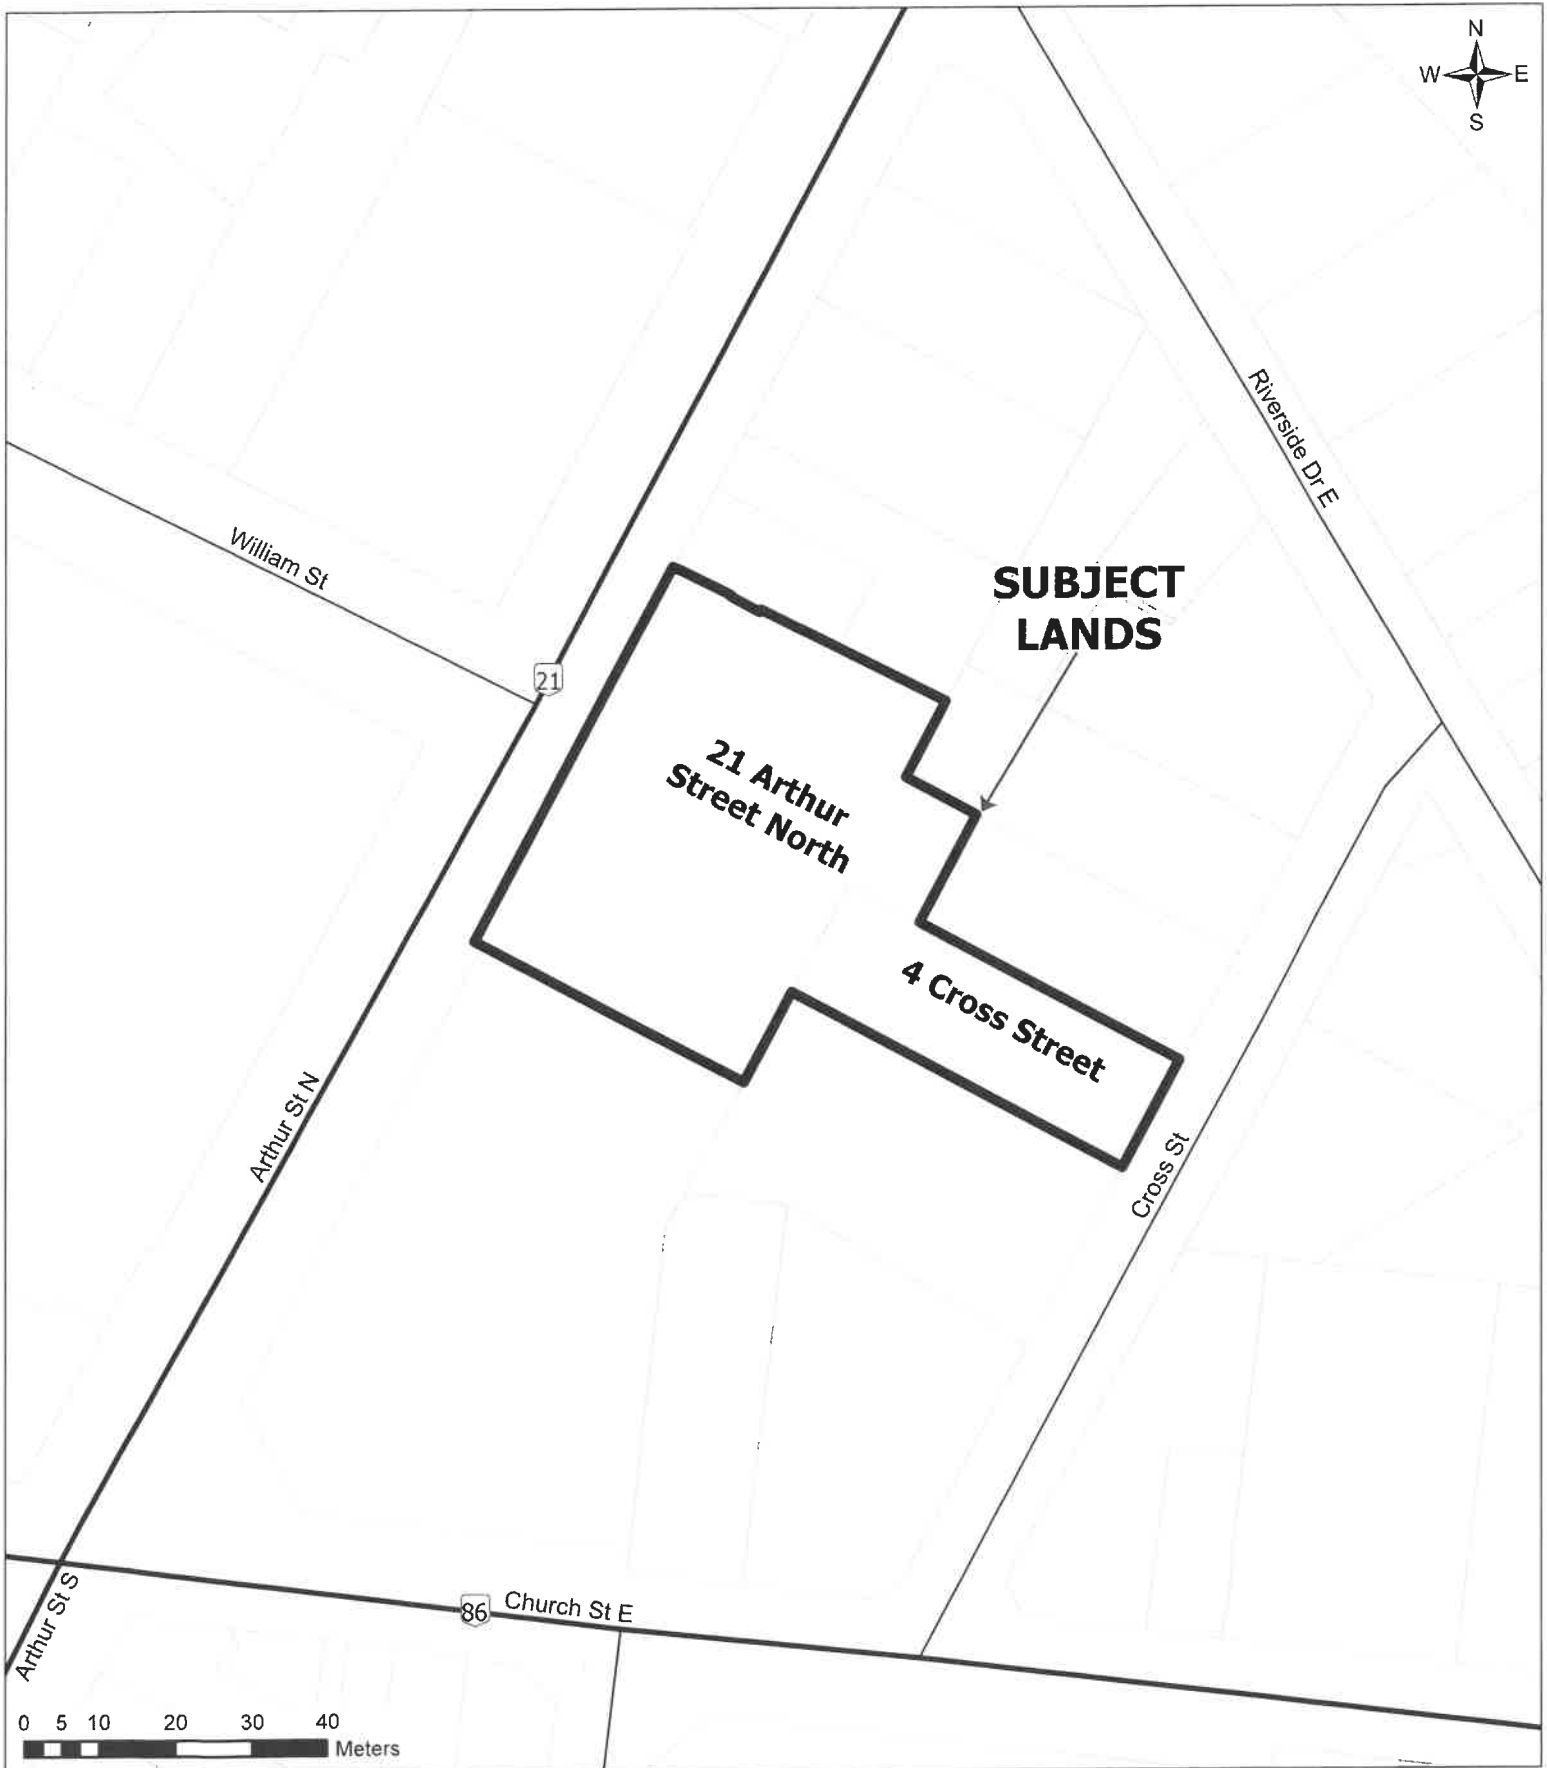 N
W E
S
Riverside Dr E
William St
SUBJECT
LANDS
21
21 Arthur
Street North
4 Cross Street
Arthur St N
Cross St
Arthur St S
86
Church St E
0 5 10 20 30 40
Meters